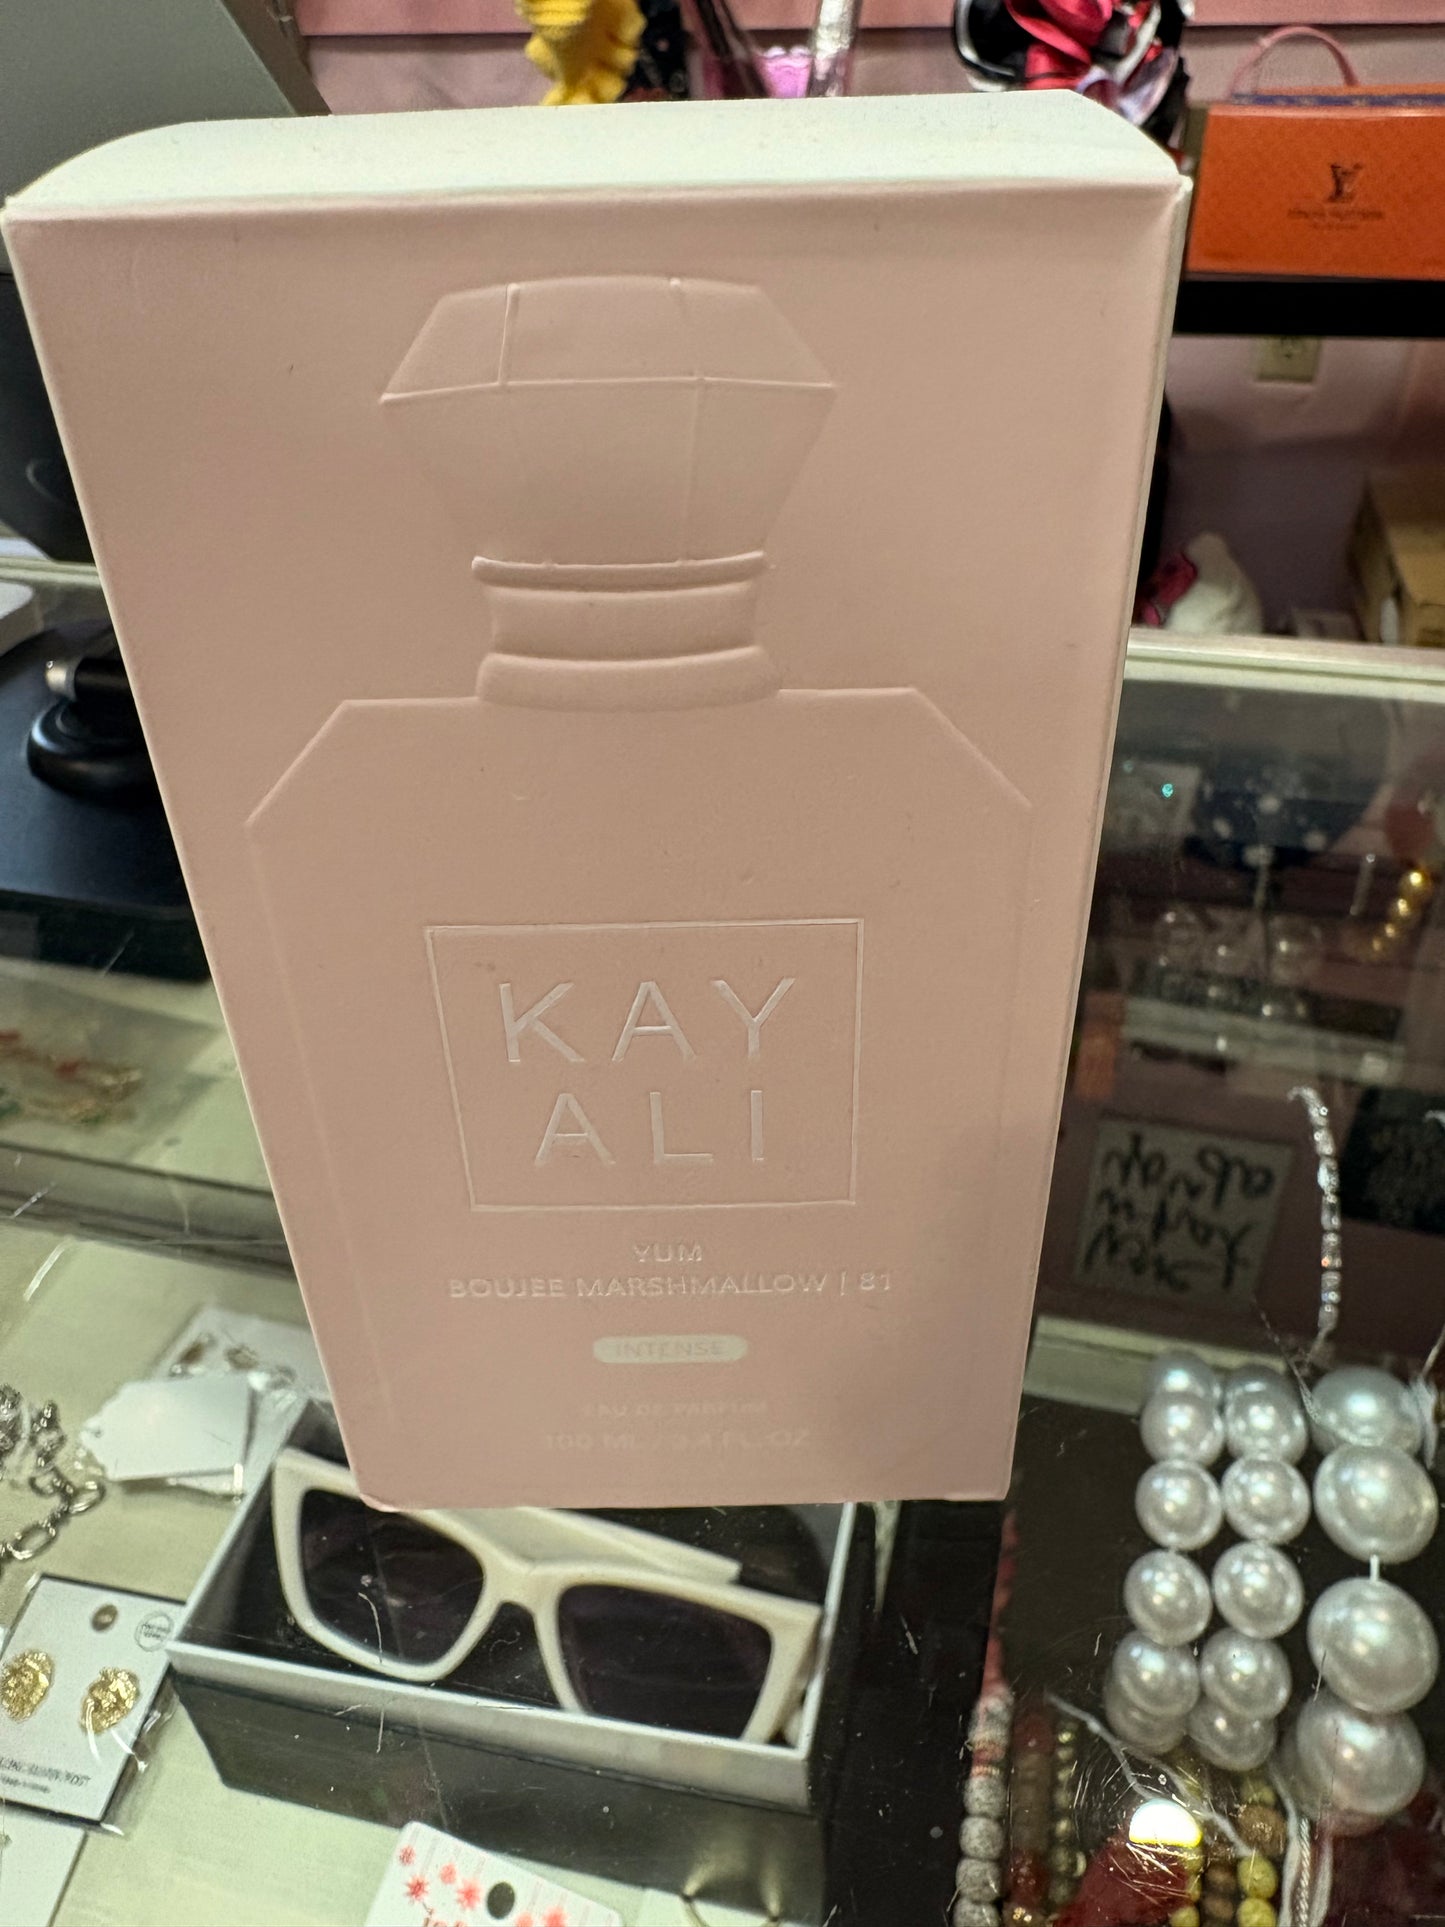 KAY
ALI
YUM
BOUJEE MARSHMALLOW | 81
INTENSE
EAU DE PARFUM
100 ML / 3.4 FL. OZ